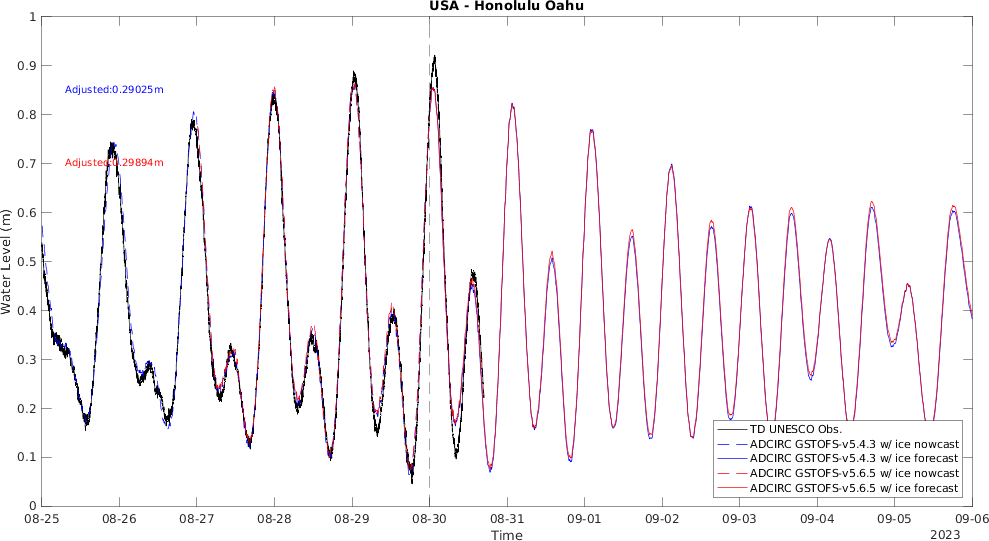 USA - Honolulu Oahu
1
0.9
0.8
0.7
0.6
0.5
0.4
0.3
0.2
0.1
0
Water Level (m)
Adjusted:0.29025m
Adjusted:0.29894m
TD UNESCO Obs.
ADCIRC GSTOFS-v5.4.3 w/ ice nowcast
ADCIRC GSTOFS-v5.4.3 w/ ice forecast
ADCIRC GSTOFS-v5.6.5 w/ ice nowcast
ADCIRC GSTOFS-v5.6.5 w/ ice forecast
08-25 08-26 08-27 08-28 08-29 08-30 08-31 09-01 09-02 09-03 09-04 09-05 09-06
Time
2023